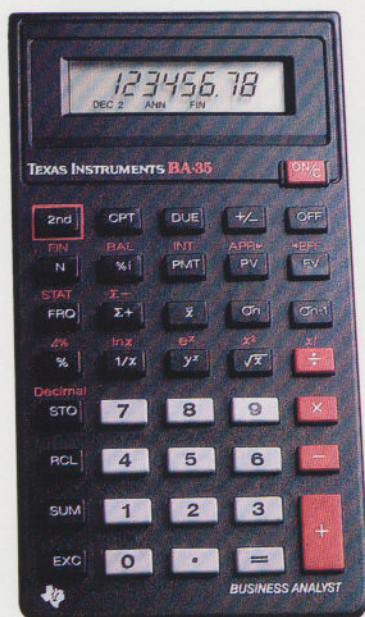 123456.78
DEC 2 ANN FIN
TEXAS INSTRUMENTS BA-35
ON/C
2nd CPT DUE +/− OFF
FIN BAL INT APR► ◄EFF
N %i PMT PV FV
STAT Σ−
FRQ Σ+ x̄ σn σn-1
Δ% lnx eˣ x² x!
% 1/x yˣ √x ÷
Decimal
STO 7 8 9 ×
RCL 4 5 6 −
SUM 1 2 3
EXC 0 . = +
BUSINESS ANALYST